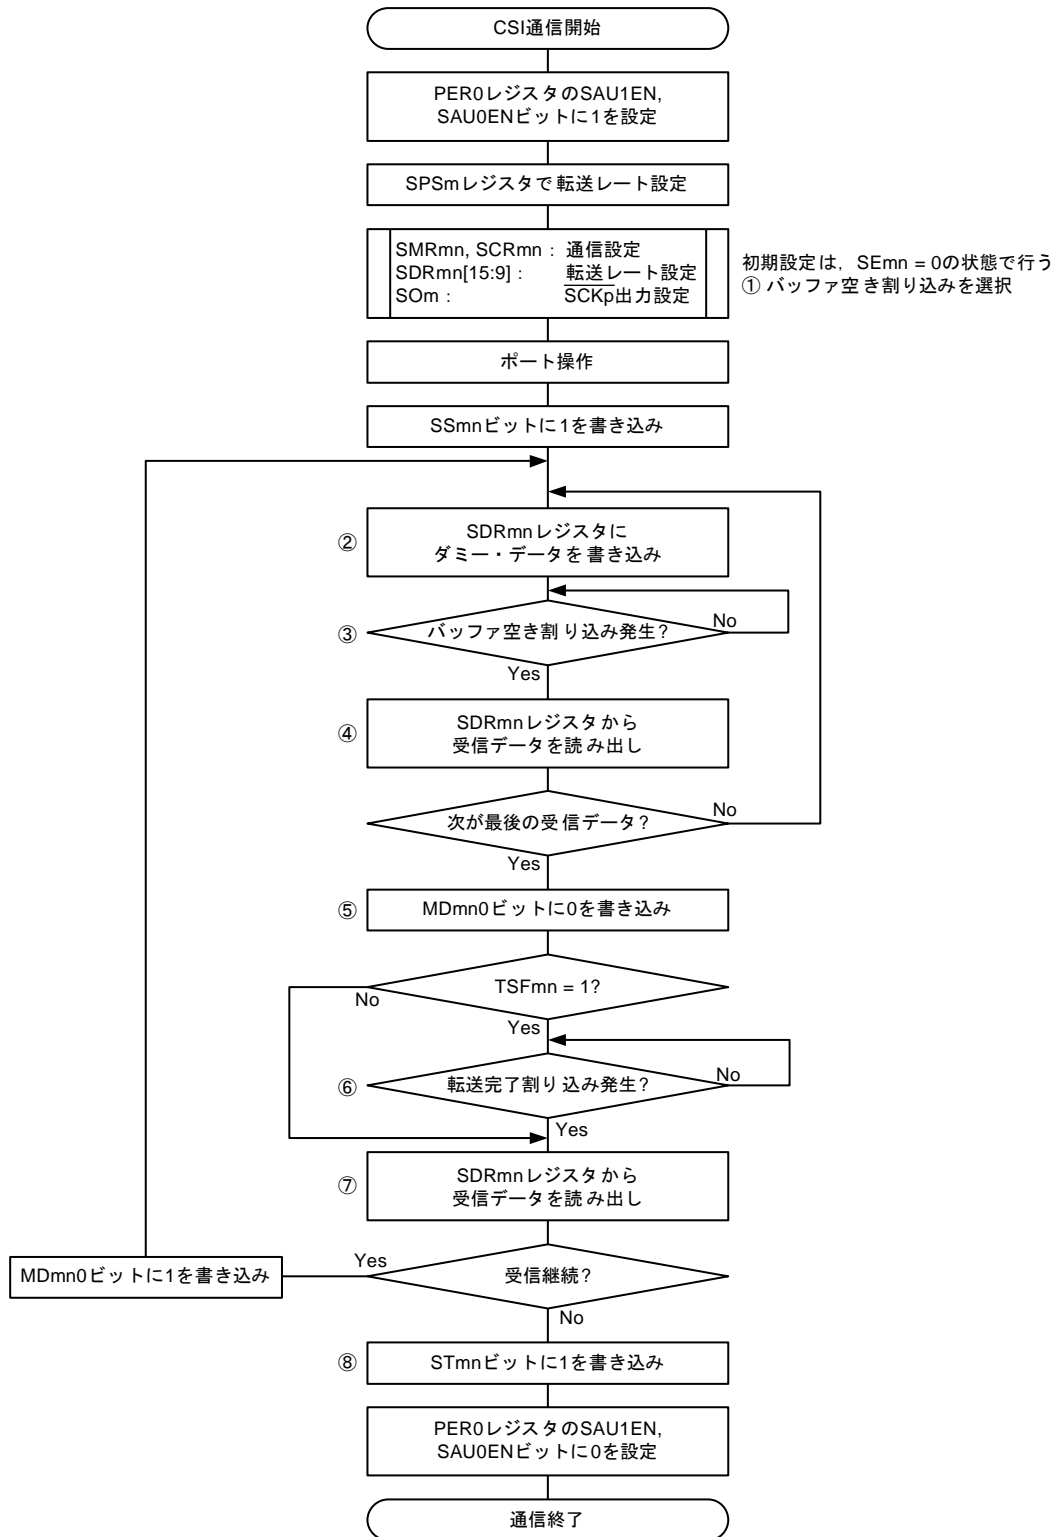 CSI通信開始
PER0レジスタのSAU1EN,
SAU0ENビットに1を設定
SPSmレジスタで転送レート設定
SMRmn, SCRmn： 通信設定
SDRmn[15:9]： 転送レート設定
SOm： SCKp出力設定
初期設定は，SEmn = 0の状態で行う
① バッファ空き割り込みを選択
ポート操作
SSmnビットに1を書き込み
② SDRmnレジスタに
ダミー・データを書き込み
③ バッファ空き割り込み発生？
No
Yes
④ SDRmnレジスタから
受信データを読み出し
次が最後の受信データ？
No
Yes
⑤ MDmn0ビットに0を書き込み
TSFmn = 1?
No
Yes
⑥ 転送完了割り込み発生？
No
Yes
⑦ SDRmnレジスタから
受信データを読み出し
MDmn0ビットに1を書き込み
Yes
受信継続？
No
⑧ STmnビットに1を書き込み
PER0レジスタのSAU1EN,
SAU0ENビットに0を設定
通信終了